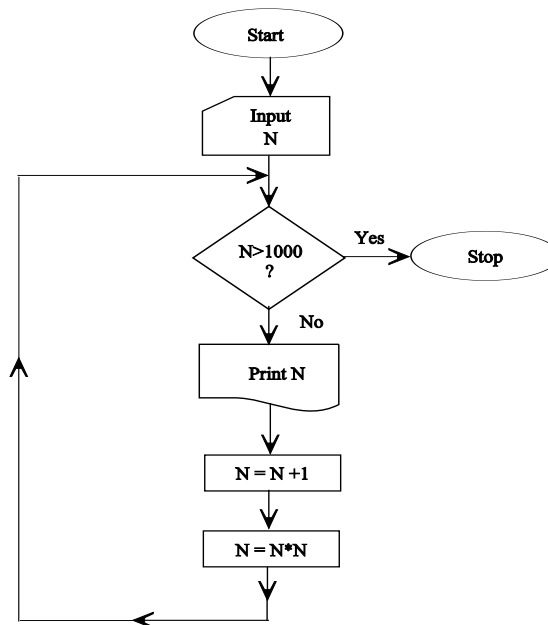 Start
Input
N
N>1000
?
Yes
Stop
No
Print N
N = N +1
N = N*N